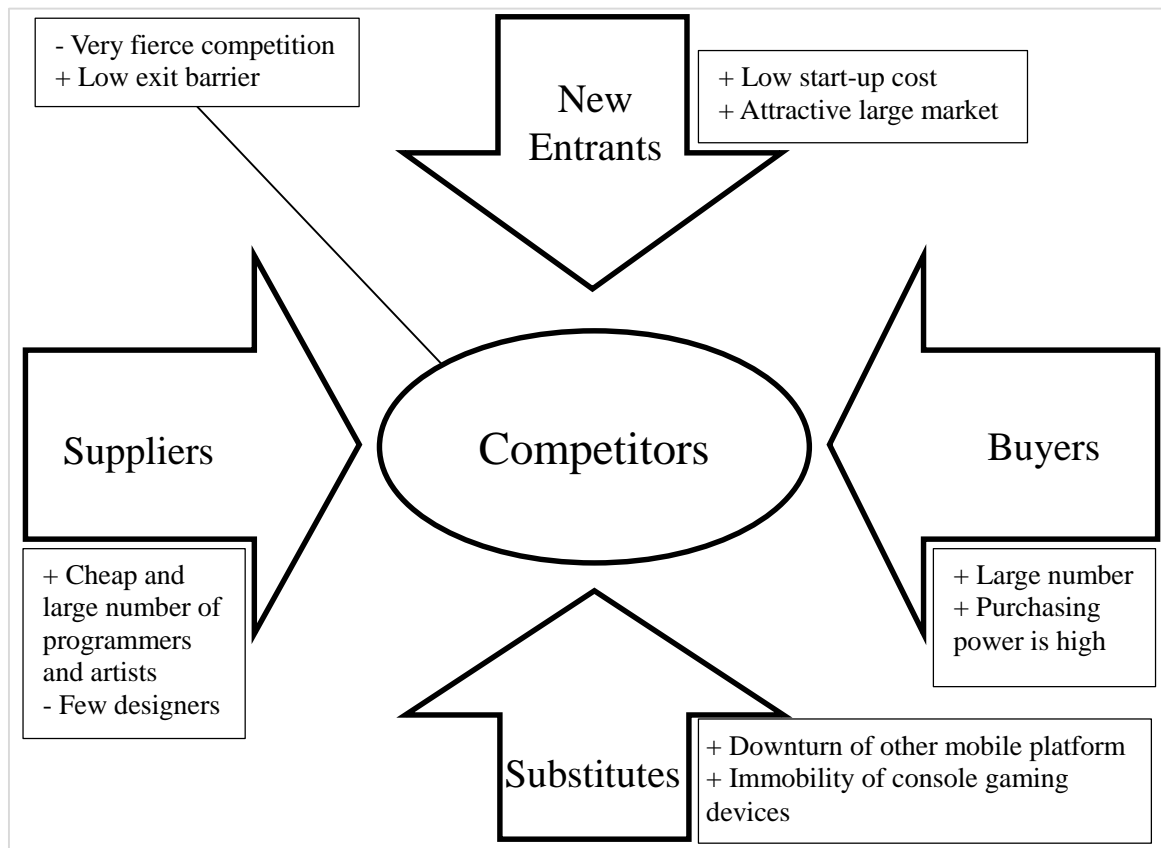 - Very fierce competition
+ Low exit barrier
New
Entrants
+ Low start-up cost
+ Attractive large market
Suppliers
Competitors
Buyers
+ Cheap and
large number of
programmers
and artists
- Few designers
+ Large number
+ Purchasing
power is high
Substitutes
+ Downturn of other mobile platform
+ Immobility of console gaming
devices